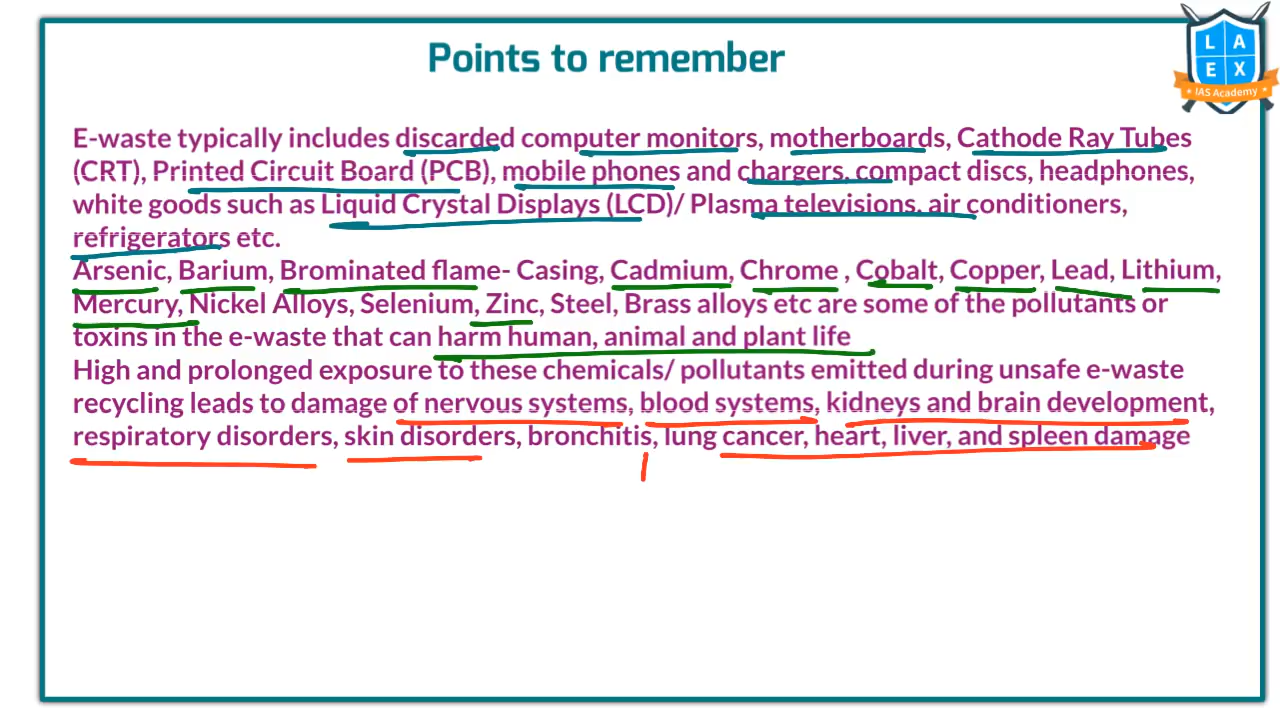 Points to remember
L A
E X
IAS Academy
E-waste typically includes discarded computer monitors, motherboards, Cathode Ray Tubes
(CRT), Printed Circuit Board (PCB), mobile phones and chargers, compact discs, headphones,
white goods such as Liquid Crystal Displays (LCD)/ Plasma televisions, air conditioners,
refrigerators etc.
Arsenic, Barium, Brominated flame- Casing, Cadmium, Chrome , Cobalt, Copper, Lead, Lithium,
Mercury, Nickel Alloys, Selenium, Zinc, Steel, Brass alloys etc are some of the pollutants or
toxins in the e-waste that can harm human, animal and plant life
High and prolonged exposure to these chemicals/ pollutants emitted during unsafe e-waste
recycling leads to damage of nervous systems, blood systems, kidneys and brain development,
respiratory disorders, skin disorders, bronchitis, lung cancer, heart, liver, and spleen damage